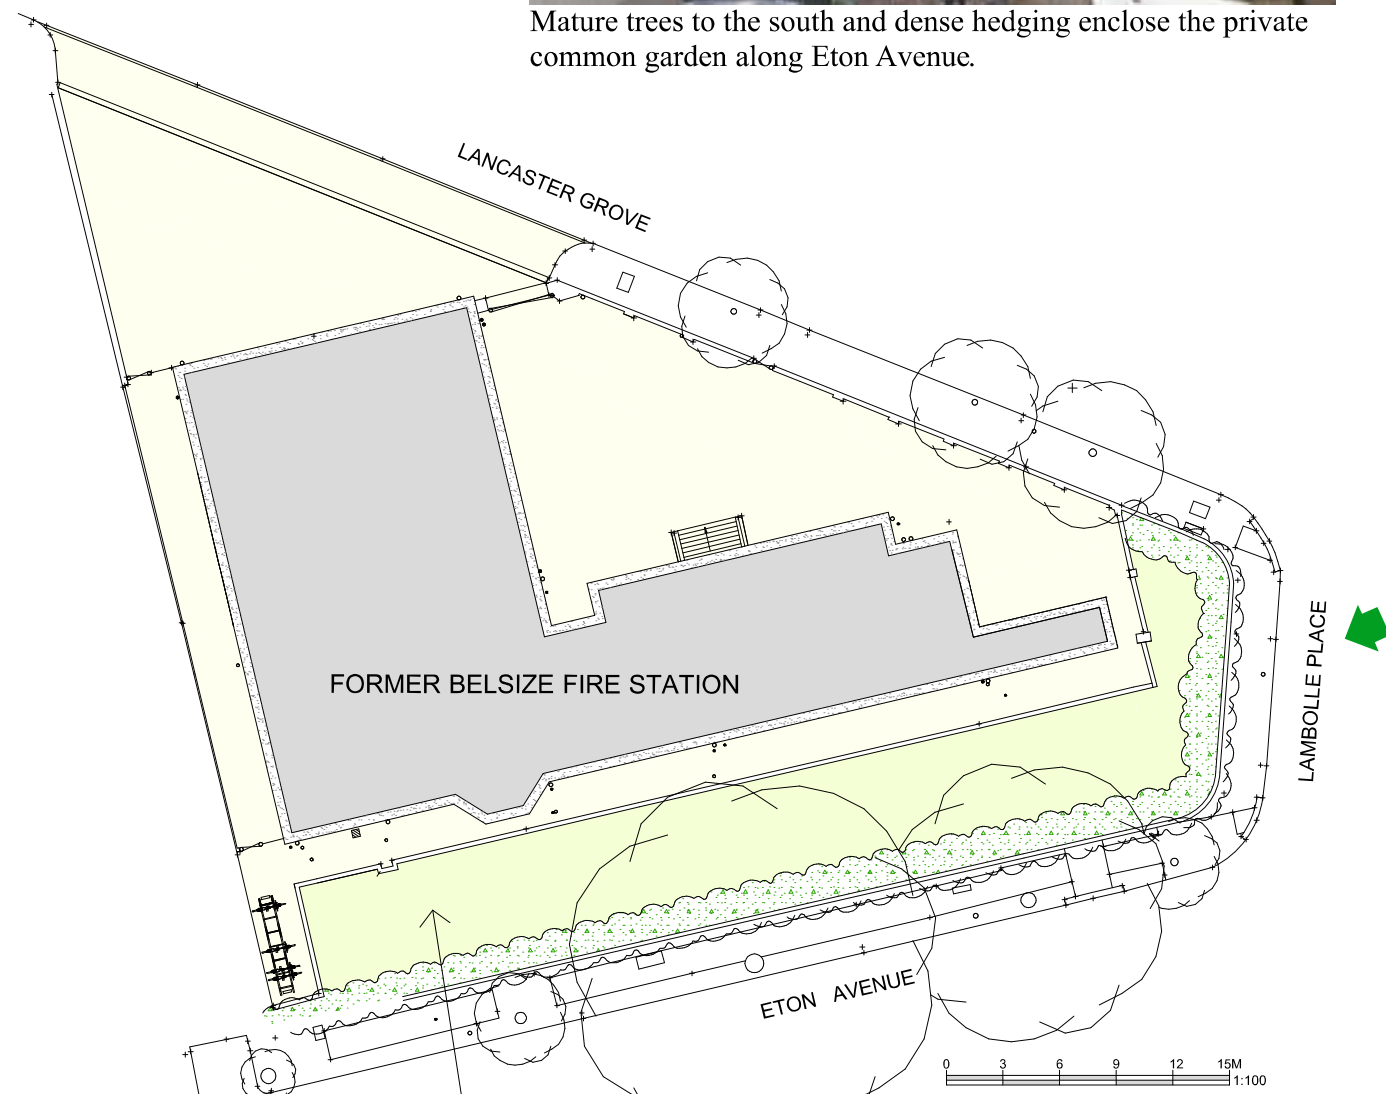 Mature trees to the south and dense hedging enclose the private
common garden along Eton Avenue.
LANCASTER GROVE
FORMER BELSIZE FIRE STATION
LAMBOLLE PLACE
ETON AVENUE
0 3 6 9 12 15M
1:100